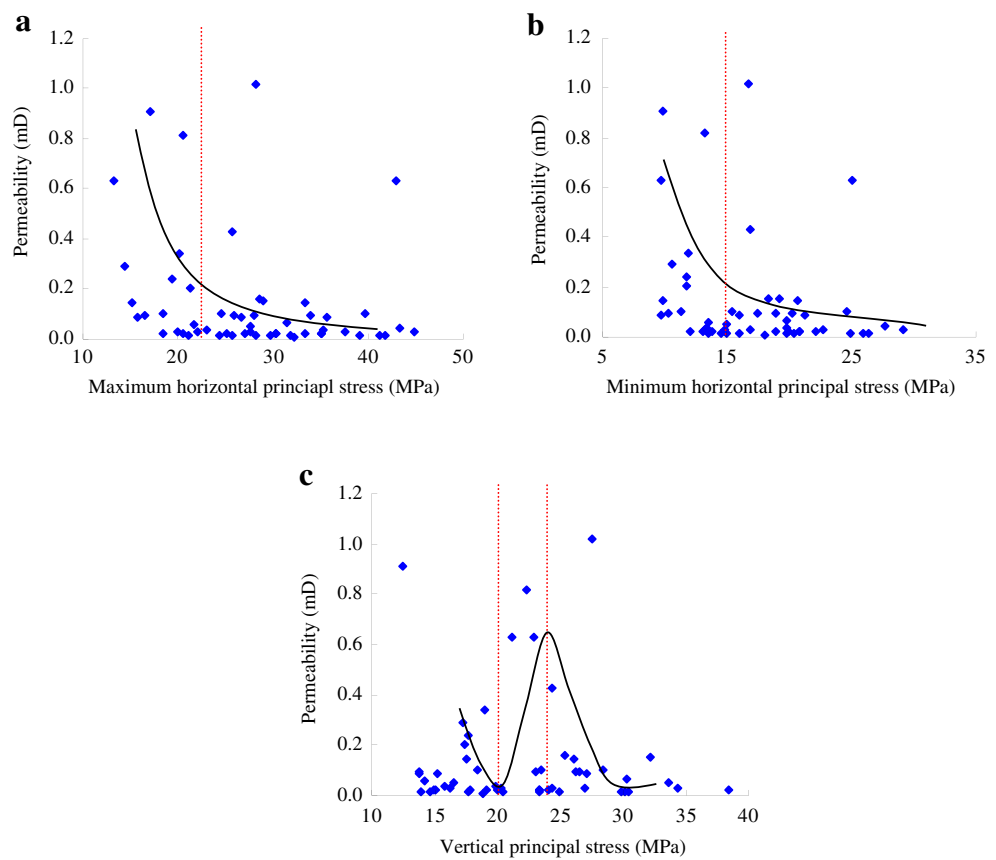 a
1.2
1.0
0.8
0.6
0.4
0.2
0.0
Permeability (mD)
10 20 30 40 50
Maximum horizontal princiapl stress (MPa)
b
1.2
1.0
0.8
0.6
0.4
0.2
0.0
Permeability (mD)
5 15 25 35
Minimum horizontal principal stress (MPa)
c
1.2
1.0
0.8
0.6
0.4
0.2
0.0
Permeability (mD)
10 15 20 25 30 35 40
Vertical principal stress (MPa)